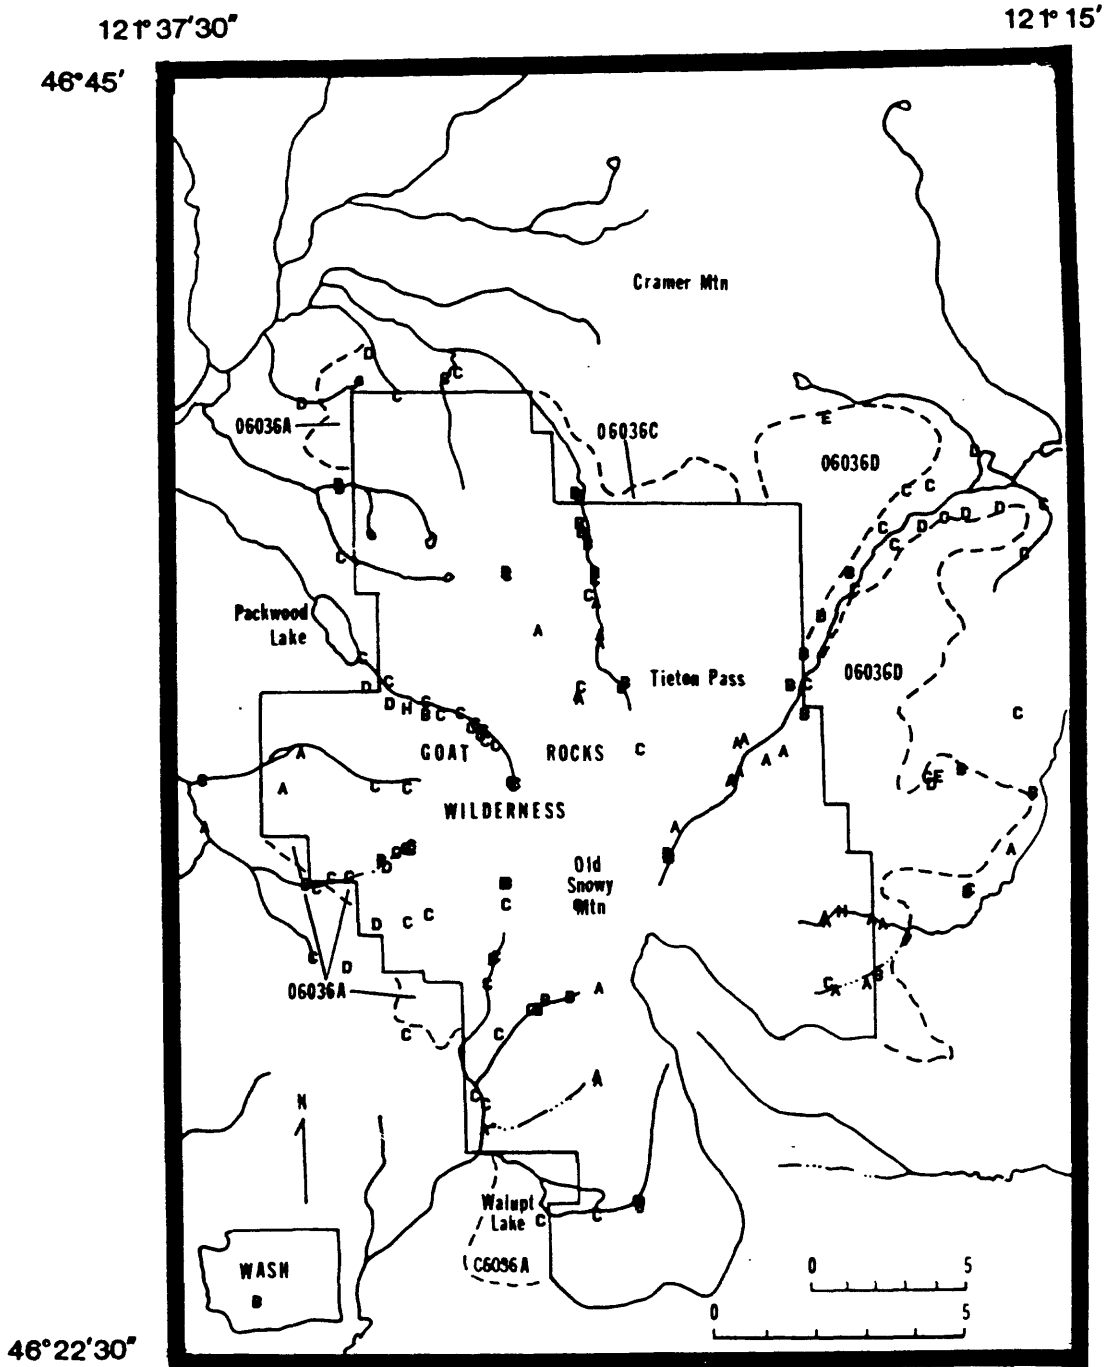 121° 37′30″
121° 15′
46°45′
Cramer Mtn
D
B
C
D
C
06036A
06036C
E
06036D
D
C C
C
D
D
D
C
C
B
C
B
C
B
C
A
A
Packwood
Lake
A
B
C
D
C
D
H
C
B
C
C
Tieton Pass
06036D
B
C
C
A
B
C
GOAT
ROCKS
C
AA
A
A
A
A
C
C
WILDERNESS
E
D
B
B
A
A
A
B
Old
Snowy
Mtn
B
C
D
C
C
A
H
A
A
C
D
06036A
C
A
C
A
A
B
C
C
A
N
C
Walupt
Lake
C
C
C6036A
WASH
B
0
5
0
5
46°22′30″